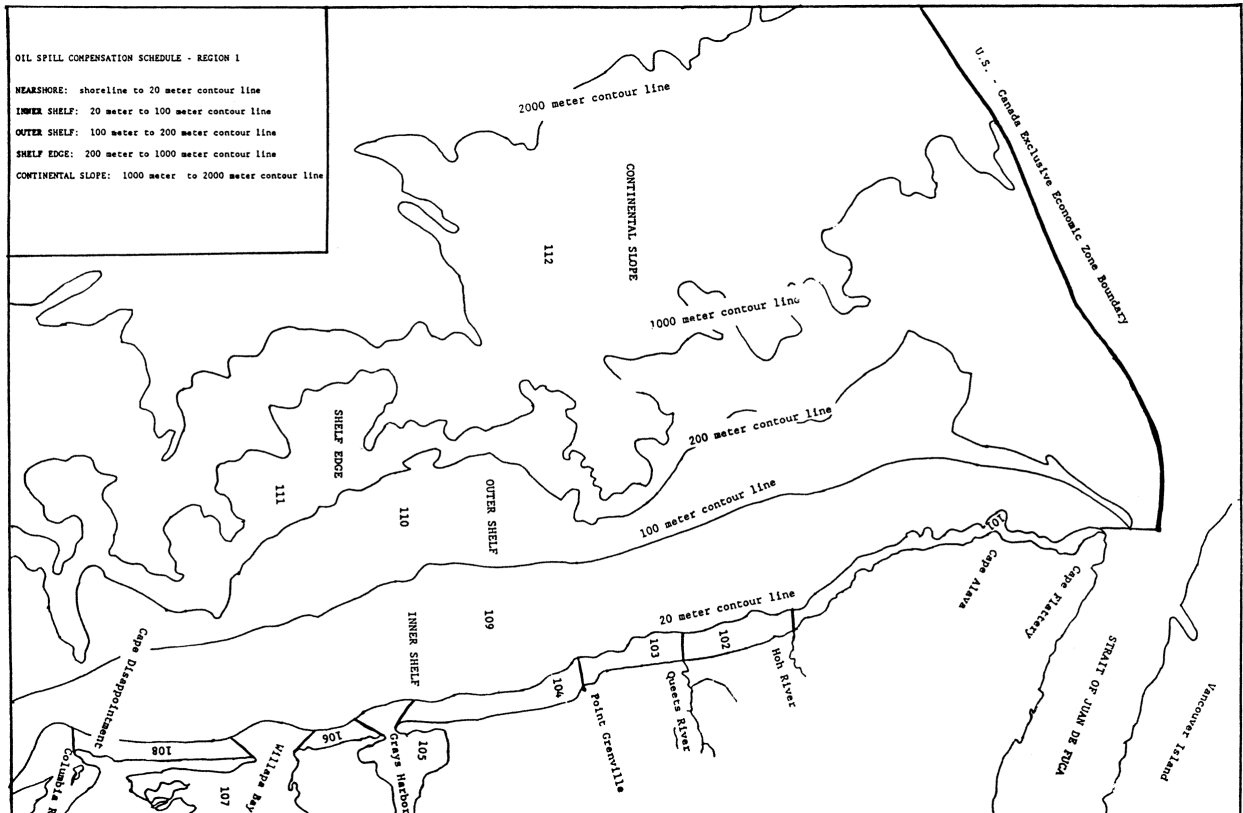 OIL SPILL COMPENSATION SCHEDULE - REGION 1
NEARSHORE: shoreline to 20 meter contour line
INNER SHELF: 20 meter to 100 meter contour line
OUTER SHELF: 100 meter to 200 meter contour line
SHELF EDGE: 200 meter to 1000 meter contour line
CONTINENTAL SLOPE: 1000 meter to 2000 meter contour line
2000 meter contour line
U.S. - Canada Exclusive Economic Zone Boundary
CONTINENTAL SLOPE
112
1000 meter contour line
200 meter contour line
SHELF EDGE
111
110
OUTER SHELF
100 meter contour line
101
Cape Alava
Cape Flattery
STRAIT OF JUAN DE FUCA
Vancouver Island
20 meter contour line
109
INNER SHELF
102
Hoh River
103
Queets River
104
Point Grenville
105
Grays Harbor
106
Willapa Bay
107
108
Cape Disappointment
Columbia R